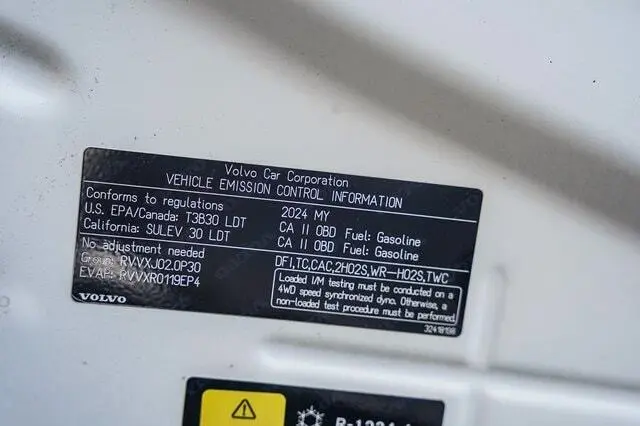 Volvo Car Corporation
VEHICLE EMISSION CONTROL INFORMATION
Conforms to regulations 2024 MY
U.S. EPA/Canada: T3B30 LDT CA II OBD Fuel: Gasoline
California: SULEV 30 LDT CA II OBD Fuel: Gasoline
No adjustment needed
Group: RVVXJ02.0P30 DFI,TC,CAC,2HO2S,WR-HO2S,TWC
EVAP: RVVXR0119EP4
Loaded I/M testing must be conducted on a
4WD speed synchronized dyno. Otherwise, a
non-loaded test procedure must be performed.
VOLVO
32419198